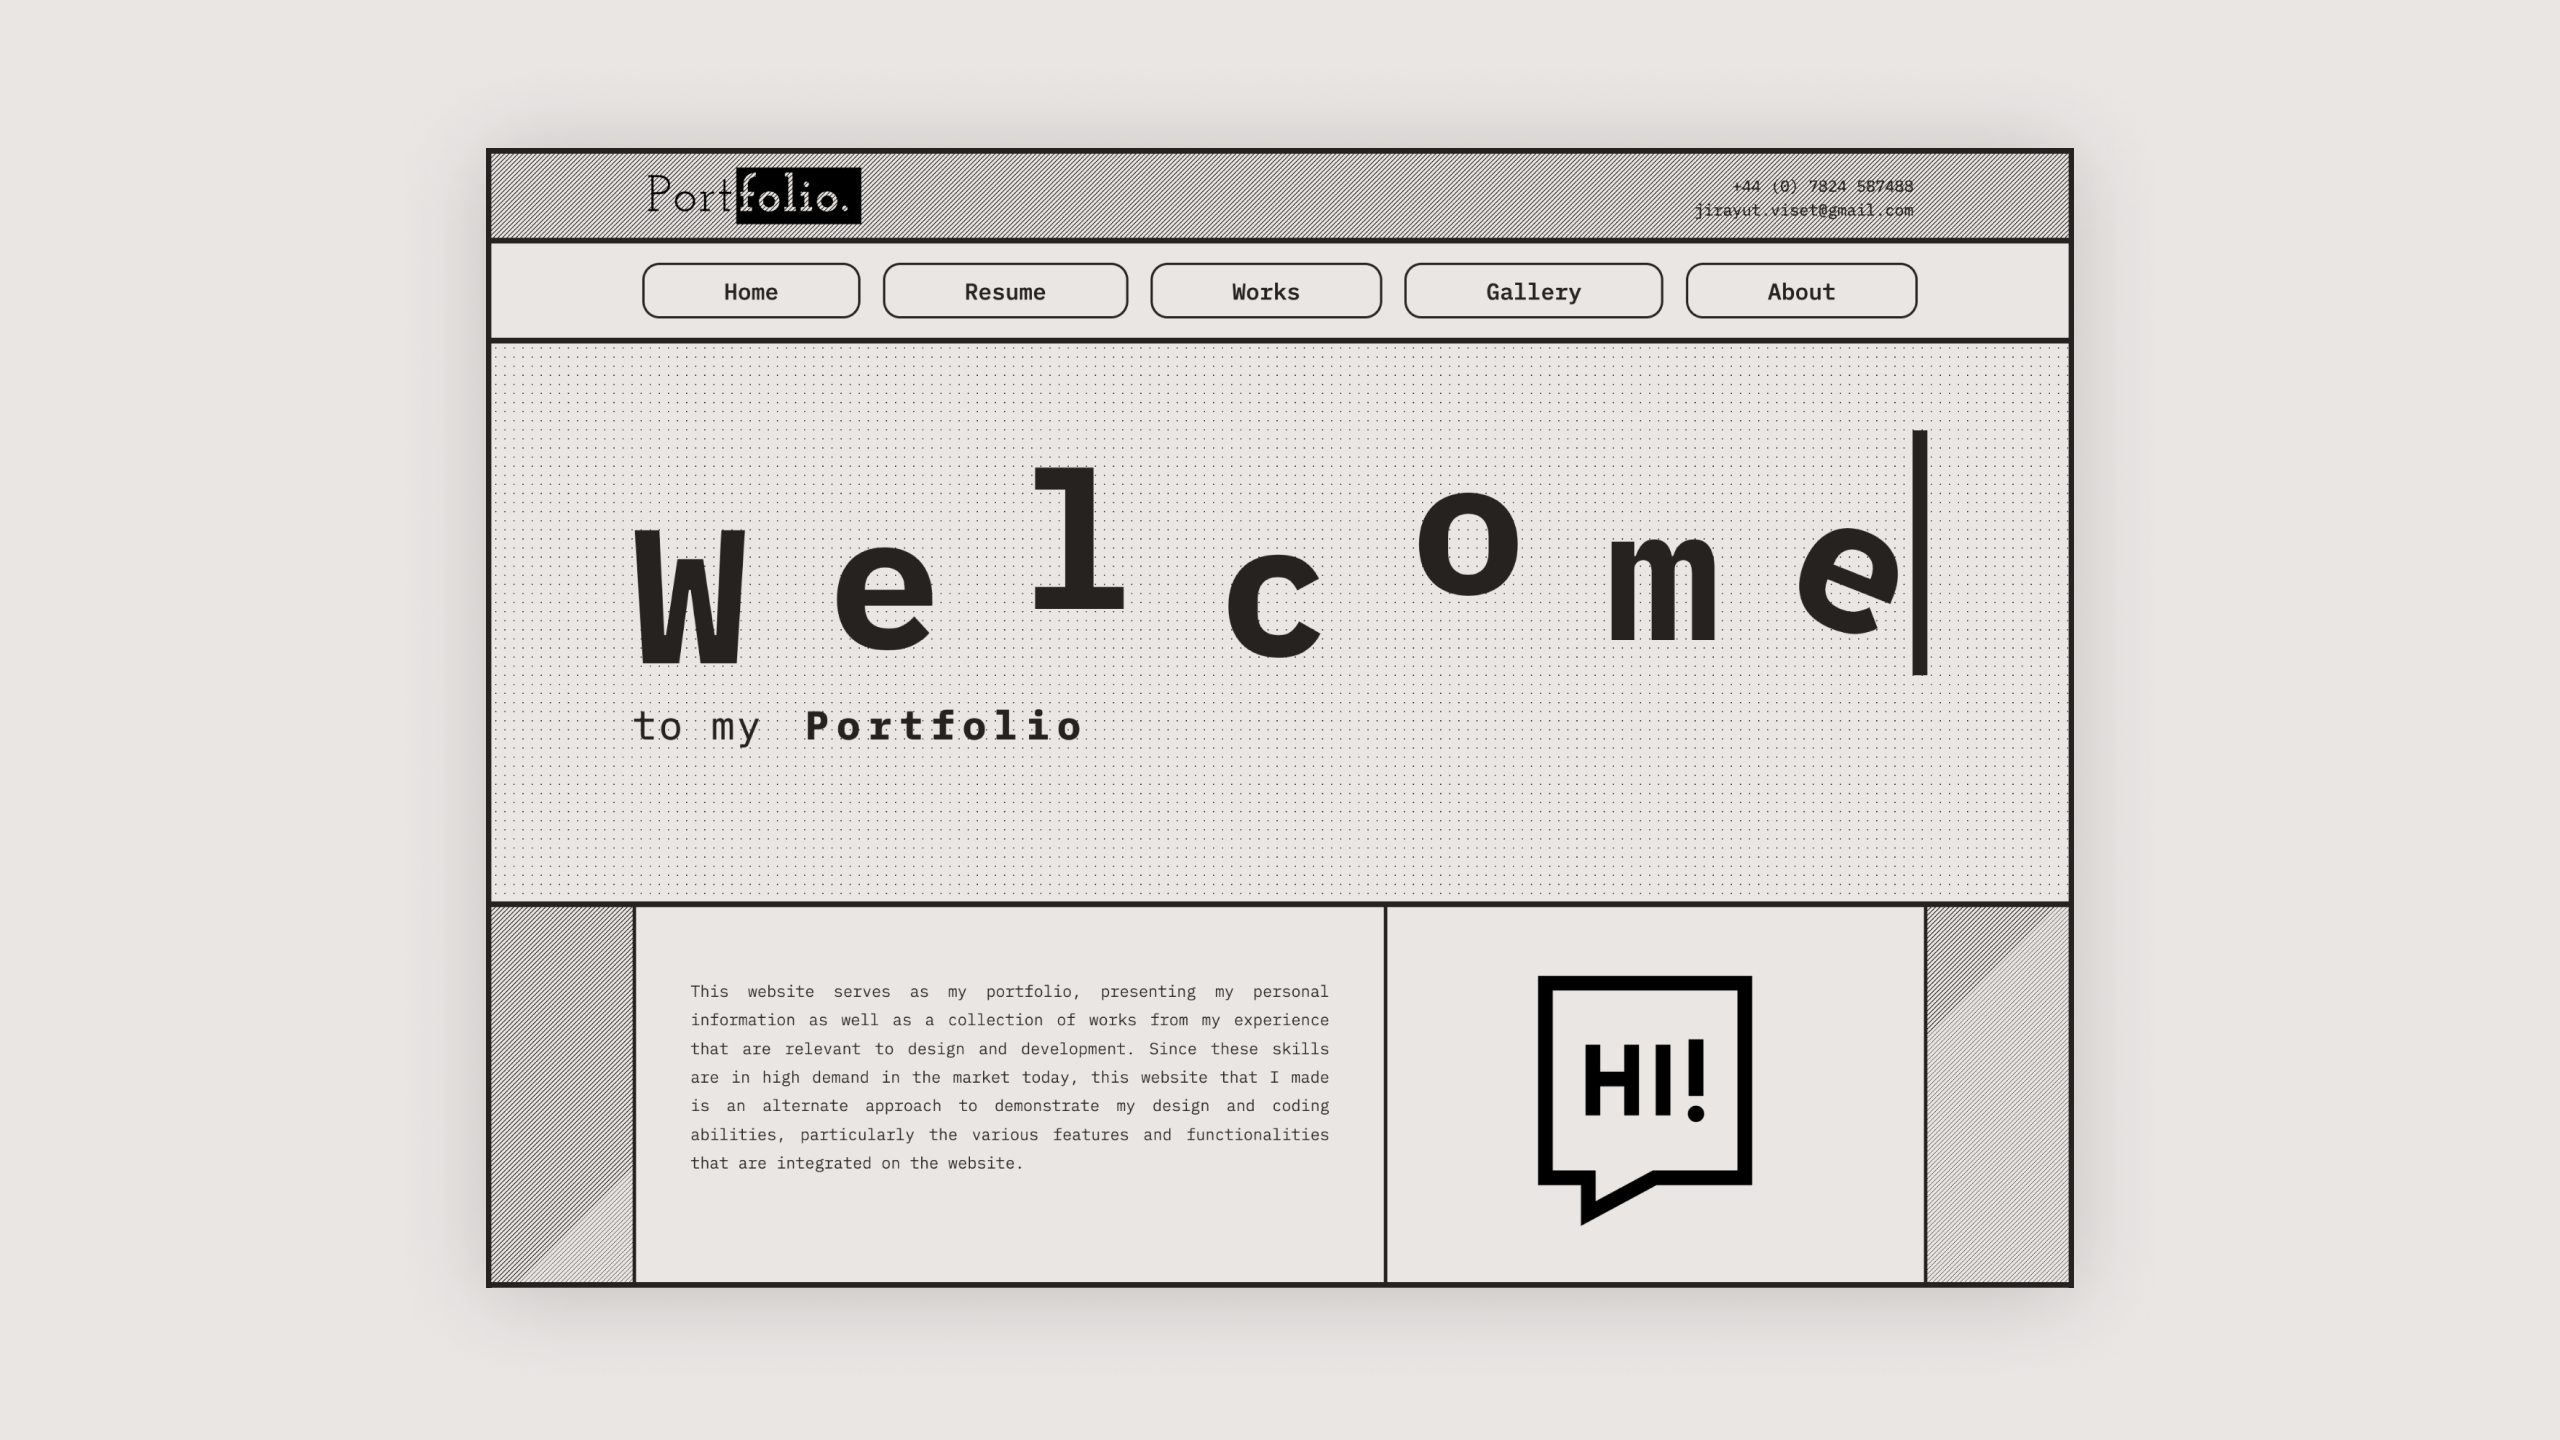 Portfolio.
+44 (0) 7824 587488
jirayut.viset@gmail.com
Home
Resume
Works
Gallery
About
Welcome
to my Portfolio
This website serves as my portfolio, presenting my personal
information as well as a collection of works from my experience
that are relevant to design and development. Since these skills
are in high demand in the market today, this website that I made
is an alternate approach to demonstrate my design and coding
abilities, particularly the various features and functionalities
that are integrated on the website.
HI!